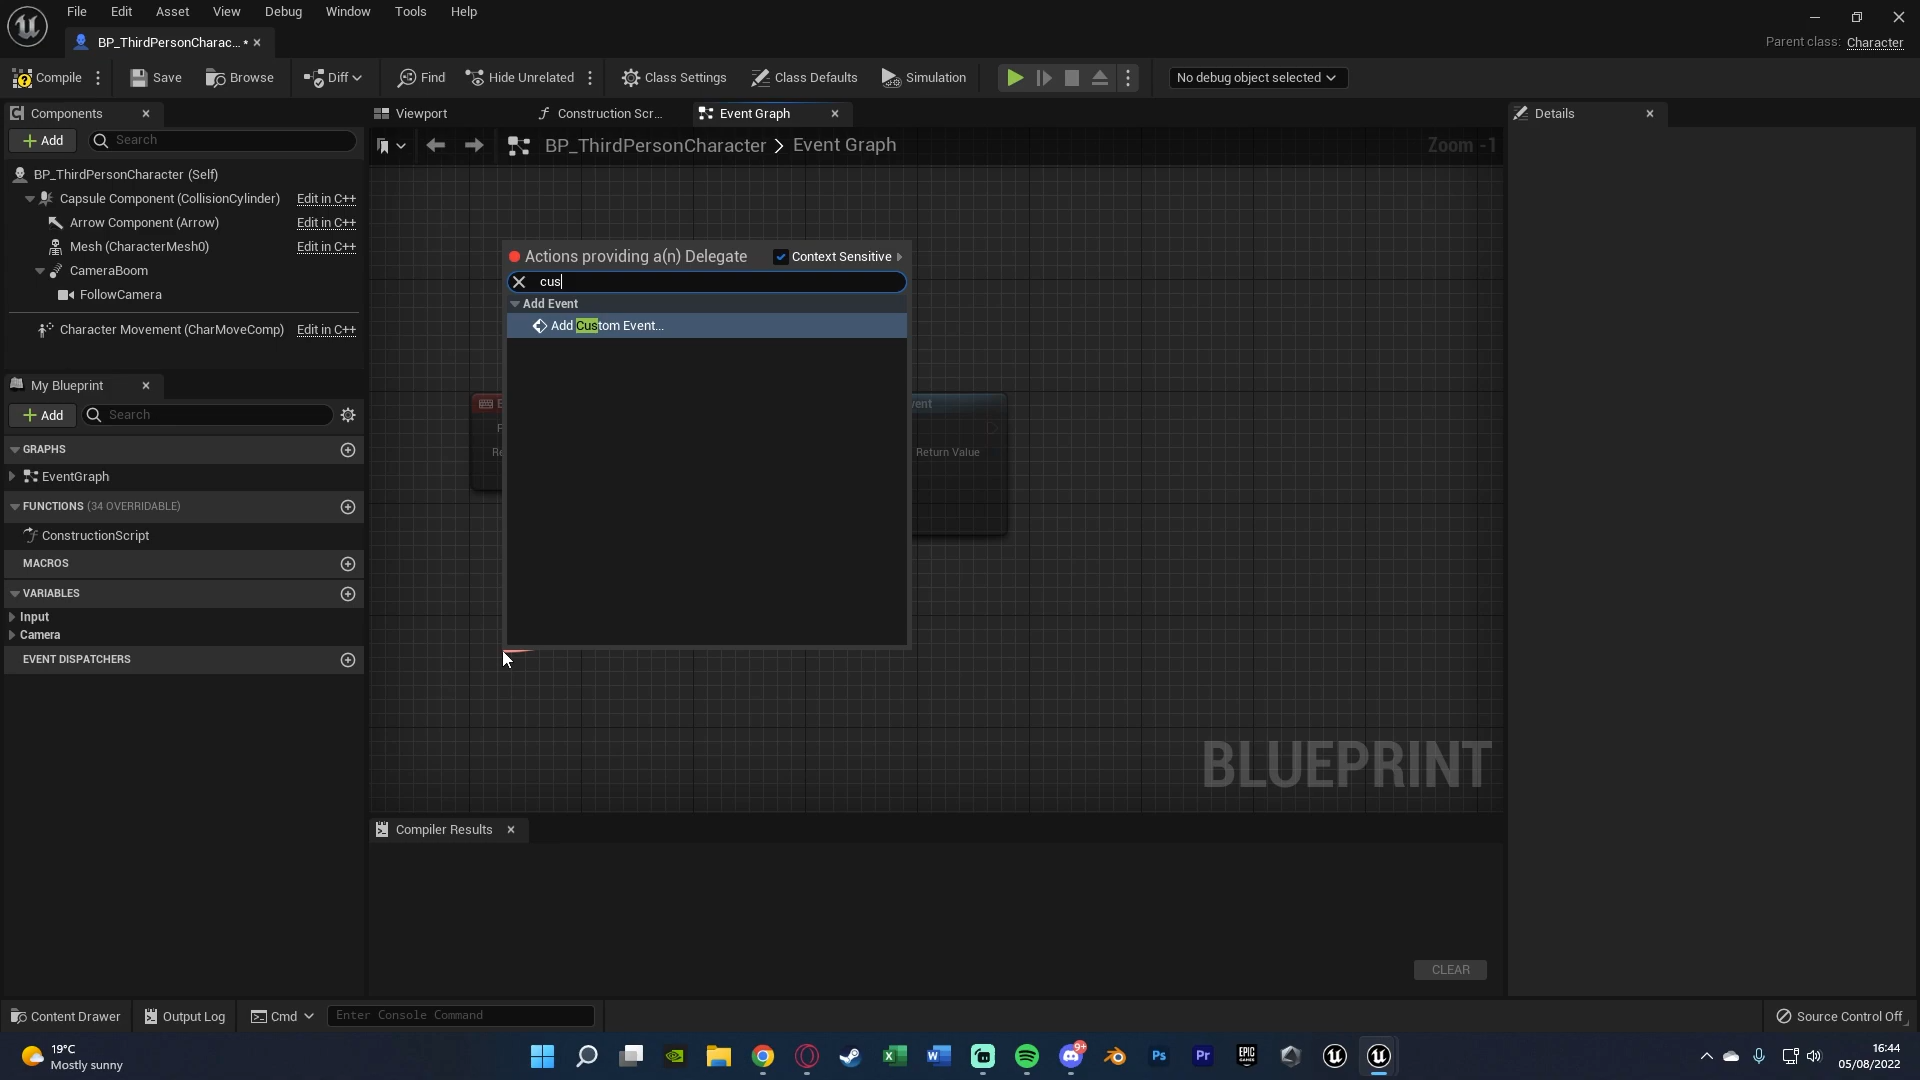 File Edit Asset View Debug Window Tools Help
BP_ThirdPersonCharac... *
Parent class: Character
Compile Save Browse Diff Find Hide Unrelated Class Settings Class Defaults Simulation No debug object selected
Components
Viewport Construction Scr... Event Graph
Details
Add Search
BP_ThirdPersonCharacter > Event Graph
Zoom -1
BP_ThirdPersonCharacter (Self)
Capsule Component (CollisionCylinder) Edit in C++
Arrow Component (Arrow) Edit in C++
Mesh (CharacterMesh0) Edit in C++
CameraBoom
FollowCamera
Character Movement (CharMoveComp) Edit in C++
Actions providing a(n) Delegate Context Sensitive
cus
Add Event
Add Custom Event...
My Blueprint
Add Search
GRAPHS
EventGraph
FUNCTIONS (34 OVERRIDABLE)
ConstructionScript
MACROS
VARIABLES
Input
Camera
EVENT DISPATCHERS
Return Value
BLUEPRINT
Compiler Results
CLEAR
Content Drawer Output Log Cmd Enter Console Command Source Control Off
19°C
Mostly sunny
9+
Ps
Pr
EPIC
GAMES
16:44
05/08/2022